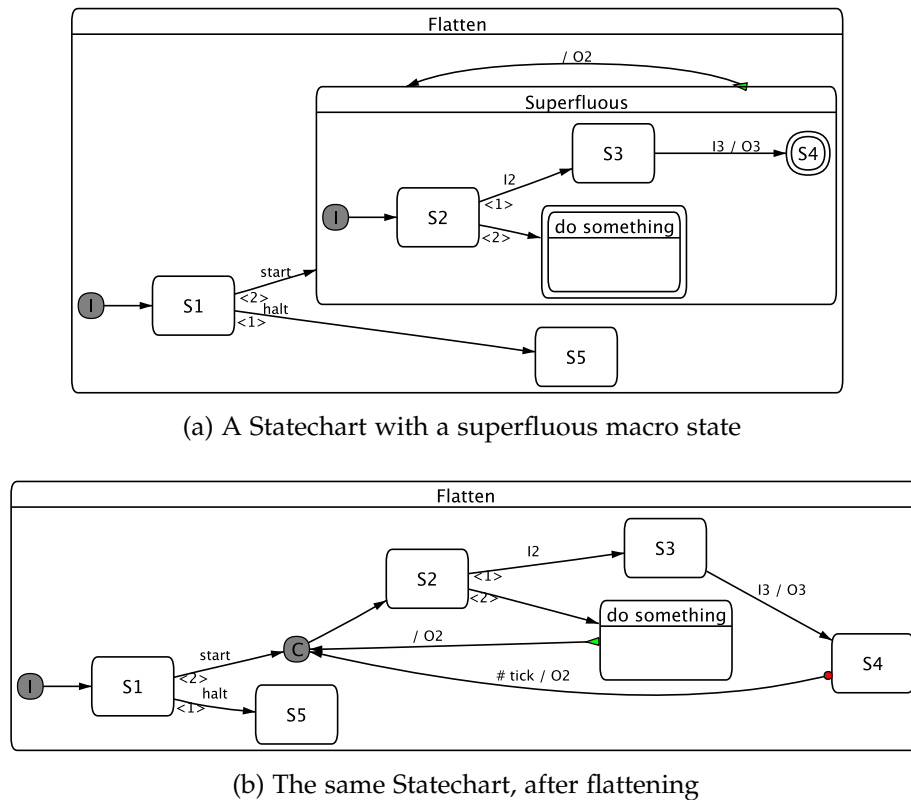 Flatten
/ O2
Superfluous
S3
I3 / O3
S4
I2
<1>
I
S2
<2>
do something
start
<2>
halt
I
S1
<1>
S5
(a) A Statechart with a superfluous macro state
Flatten
S3
I2
S2
<1>
<2>
I3 / O3
do something
/ O2
start
C
S4
# tick / O2
I
S1
<2>
halt
<1>
S5
(b) The same Statechart, after flattening